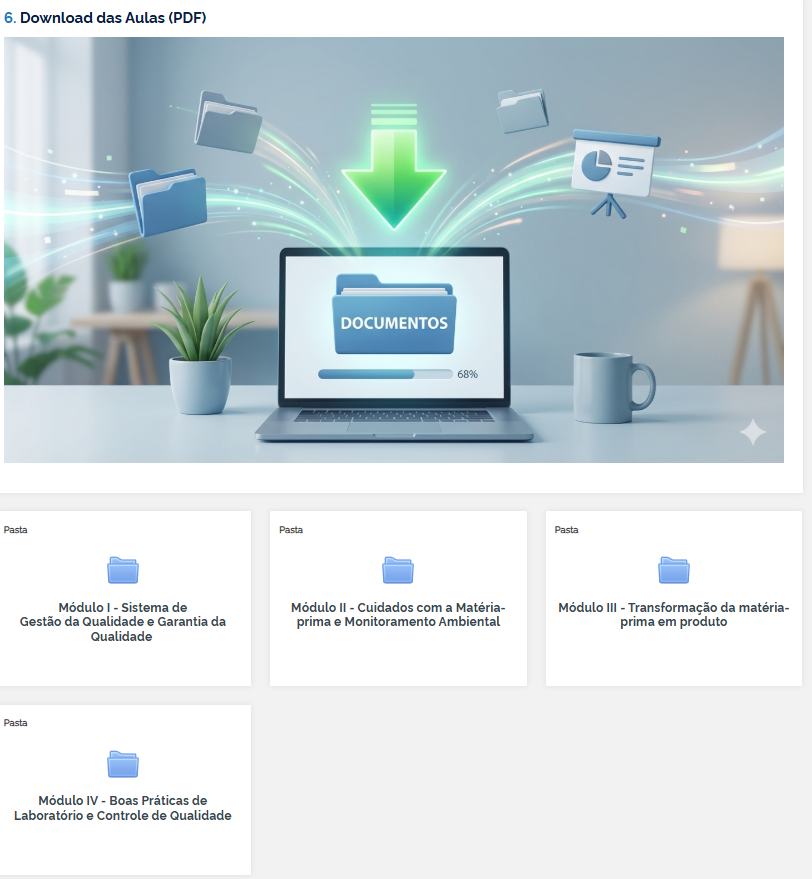 6. Download das Aulas (PDF)
DOCUMENTOS
68%
Pasta
Módulo I - Sistema de
Gestão da Qualidade e Garantia da
Qualidade
Pasta
Módulo II - Cuidados com a Matéria-
prima e Monitoramento Ambiental
Pasta
Módulo III - Transformação da matéria-
prima em produto
Pasta
Módulo IV - Boas Práticas de
Laboratório e Controle de Qualidade